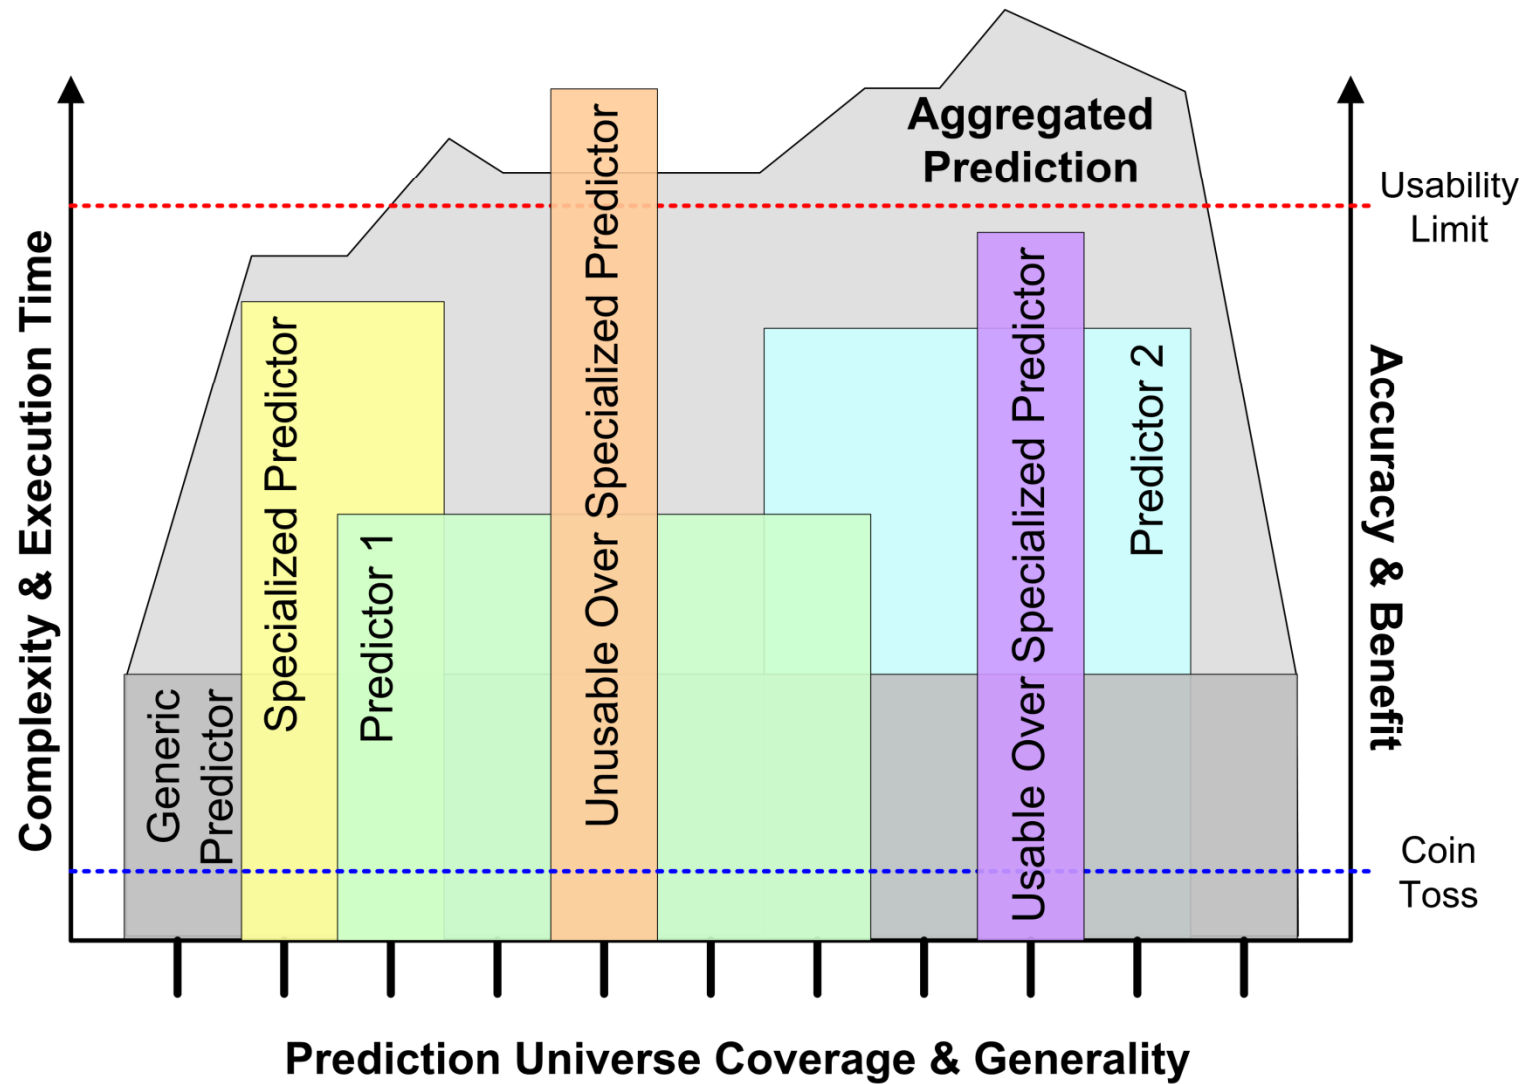 Aggregated
Prediction
Usability
Limit
Complexity & Execution Time
Generic
Predictor
Specialized Predictor
Predictor 1
Unusable Over Specialized Predictor
Usable Over Specialized Predictor
Predictor 2
Accuracy & Benefit
Coin
Toss
Prediction Universe Coverage & Generality